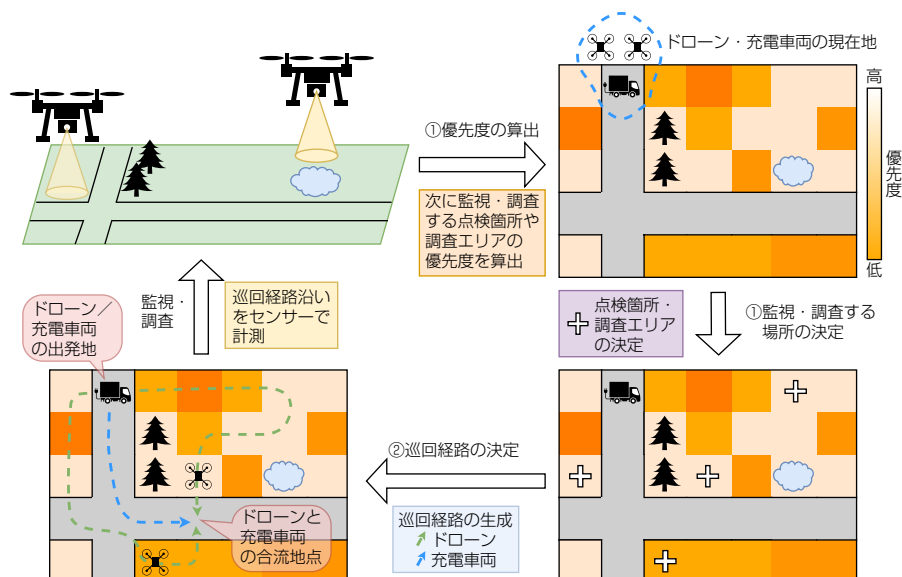 ドローン・充電車両の現在地
①優先度の算出
次に監視・調査
する点検箇所や
調査エリアの
優先度を算出
高
優先度
低
点検箇所・
調査エリア
の決定
①監視・調査する
場所の決定
②巡回経路の決定
巡回経路の生成
ドローン
充電車両
ドローン／
充電車両
の出発地
ドローンと
充電車両
の合流地点
監視・
調査
巡回経路沿い
をセンサーで
計測